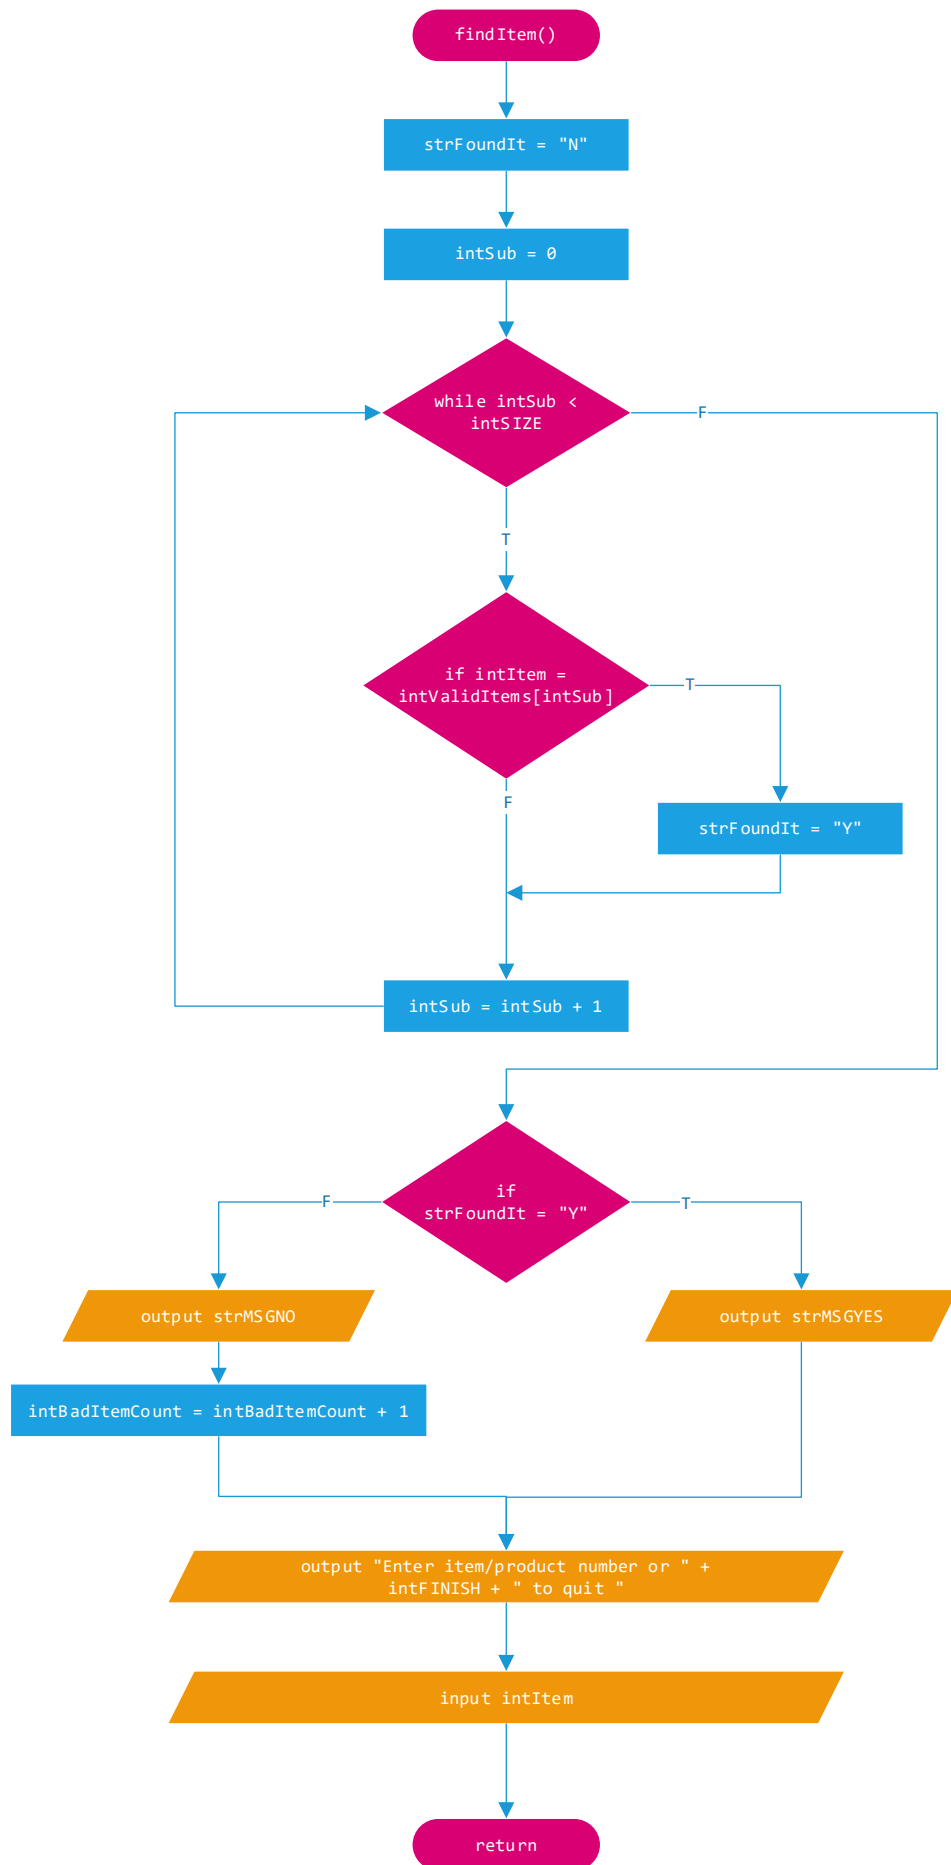 findItem()
strFoundIt = "N"
intSub = 0
while intSub <
intSIZE
F
T
if intItem =
intValidItems[intSub]
T
F
strFoundIt = "Y"
intSub = intSub + 1
if
strFoundIt = "Y"
F
T
output strMSGNO
output strMSGYES
intBadItemCount = intBadItemCount + 1
output "Enter item/product number or " +
intFINISH + " to quit "
input intItem
return